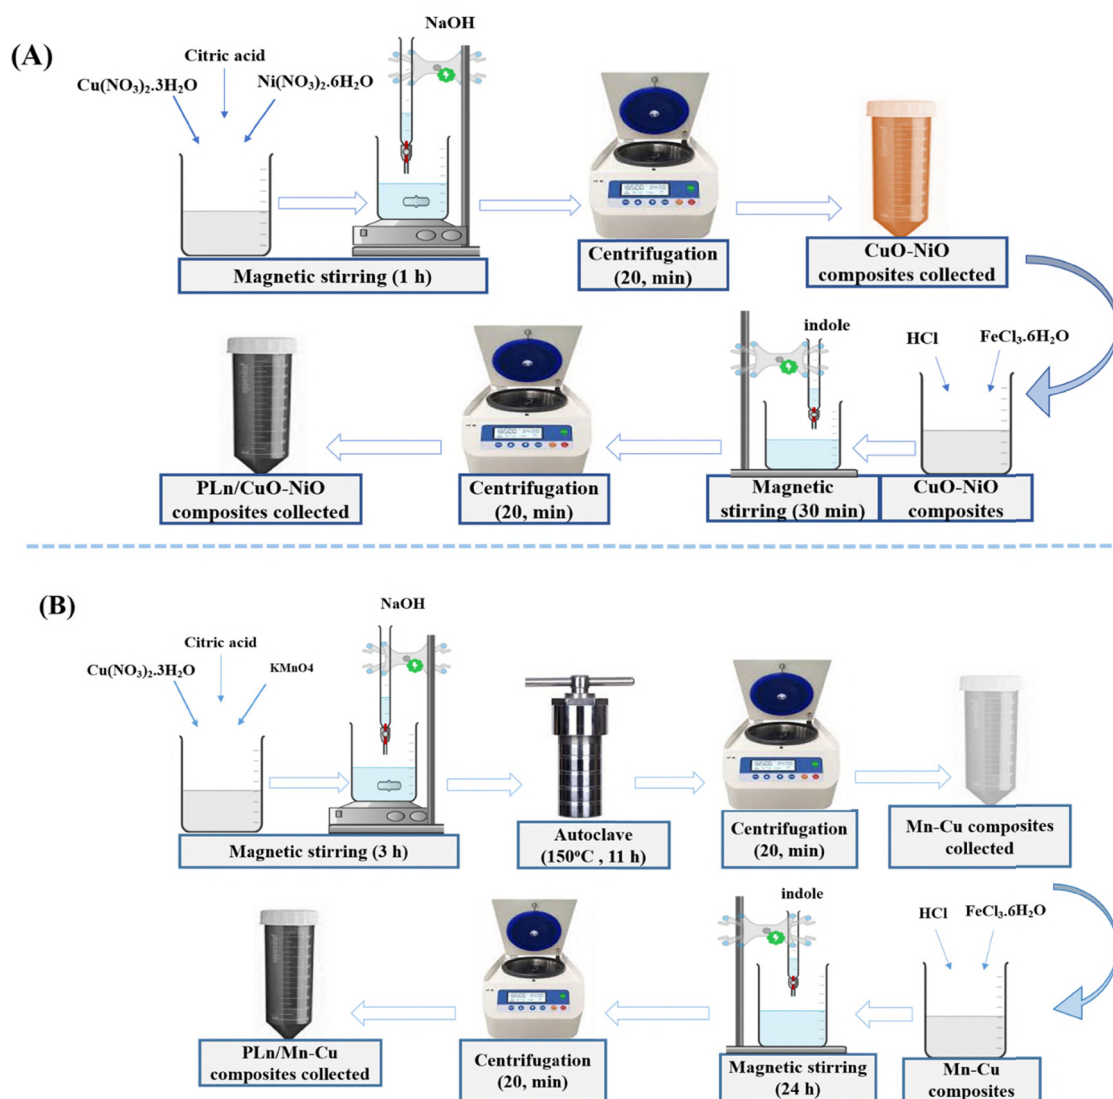 (A)
NaOH
Citric acid
Cu(NO₃)₂.3H₂O
Ni(NO₃)₂.6H₂O
Magnetic stirring (1 h)
Centrifugation
(20, min)
CuO-NiO
composites collected
HCl
FeCl₃.6H₂O
CuO-NiO
composites
indole
Magnetic
stirring (30 min)
Centrifugation
(20, min)
PLn/CuO-NiO
composites collected
(B)
NaOH
Citric acid
Cu(NO₃)₂.3H₂O
KMnO4
Magnetic stirring (3 h)
Autoclave
(150ºC , 11 h)
Centrifugation
(20, min)
Mn-Cu composites
collected
HCl
FeCl₃.6H₂O
Mn-Cu
composites
indole
Magnetic stirring
(24 h)
Centrifugation
(20, min)
PLn/Mn-Cu
composites collected